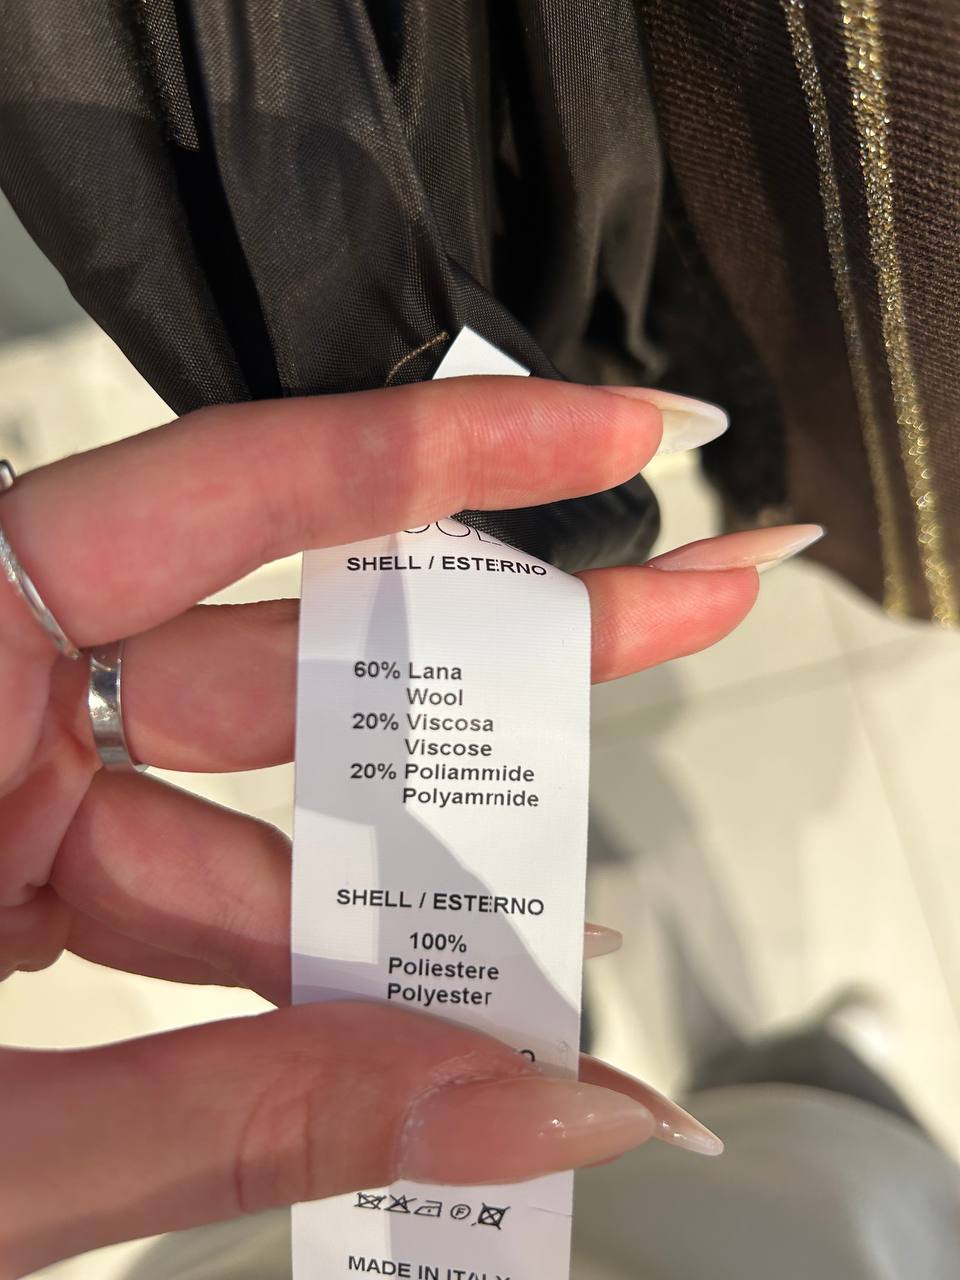 SHELL / ESTERNO
60% Lana
Wool
20% Viscosa
Viscose
20% Poliammide
Polyamrnide
SHELL / ESTERNO
100%
Poliestere
Polyester
F
MADE IN ITALY